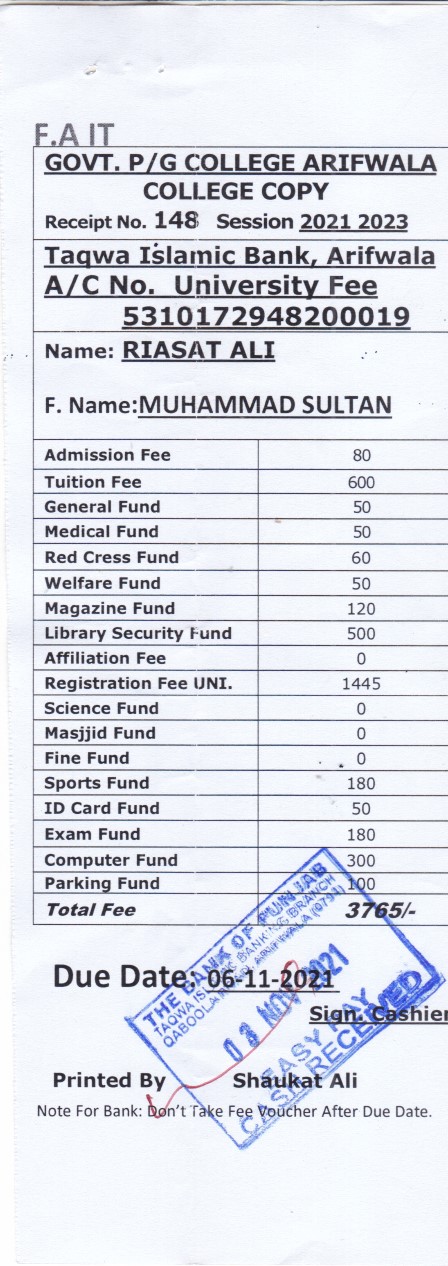 F.A IT
GOVT. P/G COLLEGE ARIFWALA
COLLEGE COPY
Receipt No. 148 Session 2021 2023
Taqwa Islamic Bank, Arifwala
A/C No. University Fee
5310172948200019
Name: RIASAT ALI
F. Name:MUHAMMAD SULTAN
Admission Fee 80
Tuition Fee 600
General Fund 50
Medical Fund 50
Red Cress Fund 60
Welfare Fund 50
Magazine Fund 120
Library Security Fund 500
Affiliation Fee 0
Registration Fee UNI. 1445
Science Fund 0
Masjjid Fund 0
Fine Fund 0
Sports Fund 180
ID Card Fund 50
Exam Fund 180
Computer Fund 300
Parking Fund 100
Total Fee 3765/-
THE BANK OF PUNJAB
TAQWA ISLAMIC BANKING BRANCH
QABOOLA ROAD ARIFWALA
03 NOV 2021
EASY PAY
CASH RECEIVED
Due Date: 06-11-2021
Sign. Cashier
Printed By Shaukat Ali
Note For Bank: Don't Take Fee Voucher After Due Date.